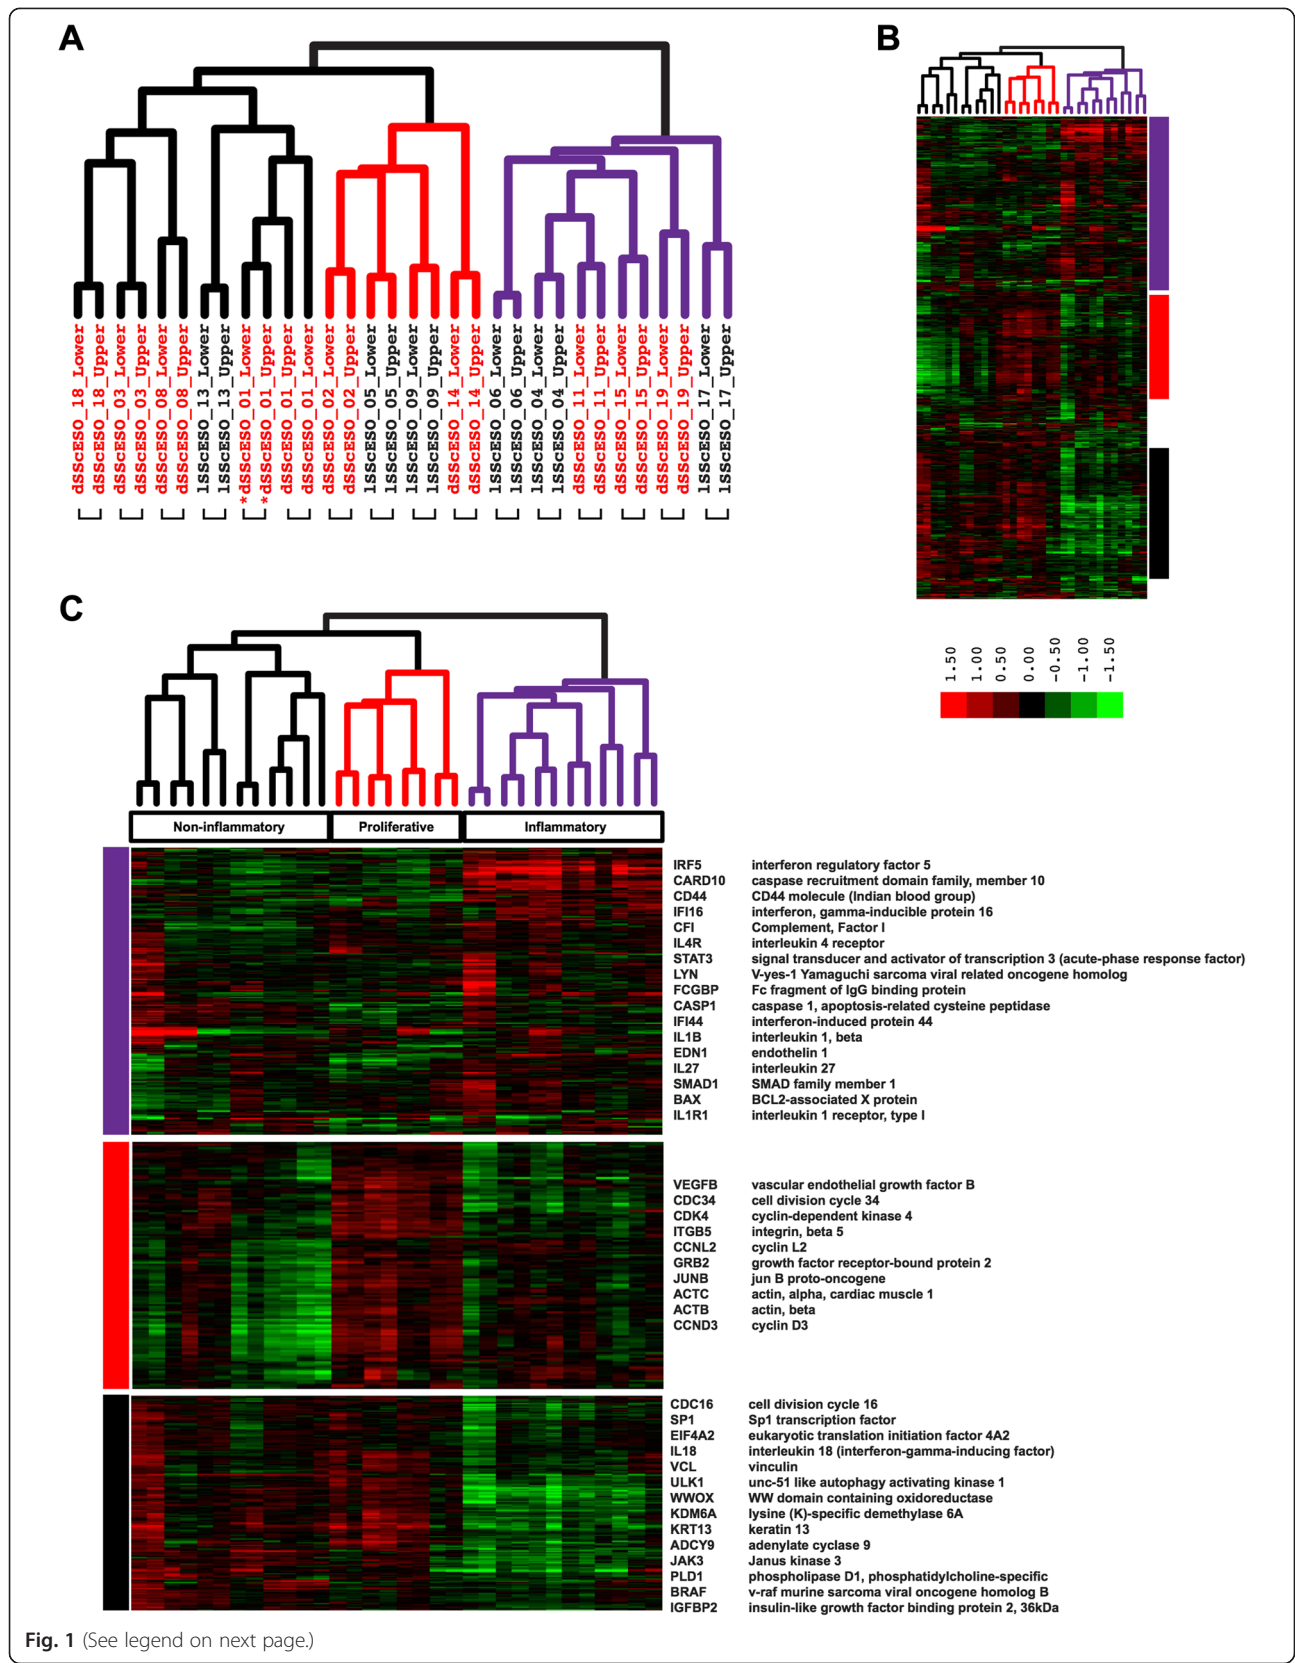 A
B
dSScESO_18_Lower
dSScESO_18_Upper
dSScESO_03_Lower
dSScESO_03_Upper
dSScESO_08_Lower
dSScESO_08_Upper
lSScESO_13_Lower
lSScESO_13_Upper
*dSScESO_01_Lower
*dSScESO_01_Upper
dSScESO_01_Upper
dSScESO_01_Lower
dSScESO_02_Lower
dSScESO_02_Upper
lSScESO_05_Lower
lSScESO_05_Upper
lSScESO_09_Lower
lSScESO_09_Upper
dSScESO_14_Lower
dSScESO_14_Upper
lSScESO_06_Lower
lSScESO_06_Upper
lSScESO_04_Lower
lSScESO_04_Upper
dSScESO_11_Lower
dSScESO_11_Upper
dSScESO_15_Lower
dSScESO_15_Upper
dSScESO_19_Lower
dSScESO_19_Upper
lSScESO_17_Lower
lSScESO_17_Upper
1.50
1.00
0.50
0.00
-0.50
-1.00
-1.50
C
Non-inflammatory Proliferative Inflammatory
IRF5 interferon regulatory factor 5
CARD10 caspase recruitment domain family, member 10
CD44 CD44 molecule (Indian blood group)
IFI16 interferon, gamma-inducible protein 16
CFI Complement, Factor I
IL4R interleukin 4 receptor
STAT3 signal transducer and activator of transcription 3 (acute-phase response factor)
LYN V-yes-1 Yamaguchi sarcoma viral related oncogene homolog
FCGBP Fc fragment of IgG binding protein
CASP1 caspase 1, apoptosis-related cysteine peptidase
IFI44 interferon-induced protein 44
IL1B interleukin 1, beta
EDN1 endothelin 1
IL27 interleukin 27
SMAD1 SMAD family member 1
BAX BCL2-associated X protein
IL1R1 interleukin 1 receptor, type I
VEGFB vascular endothelial growth factor B
CDC34 cell division cycle 34
CDK4 cyclin-dependent kinase 4
ITGB5 integrin, beta 5
CCNL2 cyclin L2
GRB2 growth factor receptor-bound protein 2
JUNB jun B proto-oncogene
ACTC actin, alpha, cardiac muscle 1
ACTB actin, beta
CCND3 cyclin D3
CDC16 cell division cycle 16
SP1 Sp1 transcription factor
EIF4A2 eukaryotic translation initiation factor 4A2
IL18 interleukin 18 (interferon-gamma-inducing factor)
VCL vinculin
ULK1 unc-51 like autophagy activating kinase 1
WWOX WW domain containing oxidoreductase
KDM6A lysine (K)-specific demethylase 6A
KRT13 keratin 13
ADCY9 adenylate cyclase 9
JAK3 Janus kinase 3
PLD1 phospholipase D1, phosphatidylcholine-specific
BRAF v-raf murine sarcoma viral oncogene homolog B
IGFBP2 insulin-like growth factor binding protein 2, 36kDa
Fig. 1 (See legend on next page.)